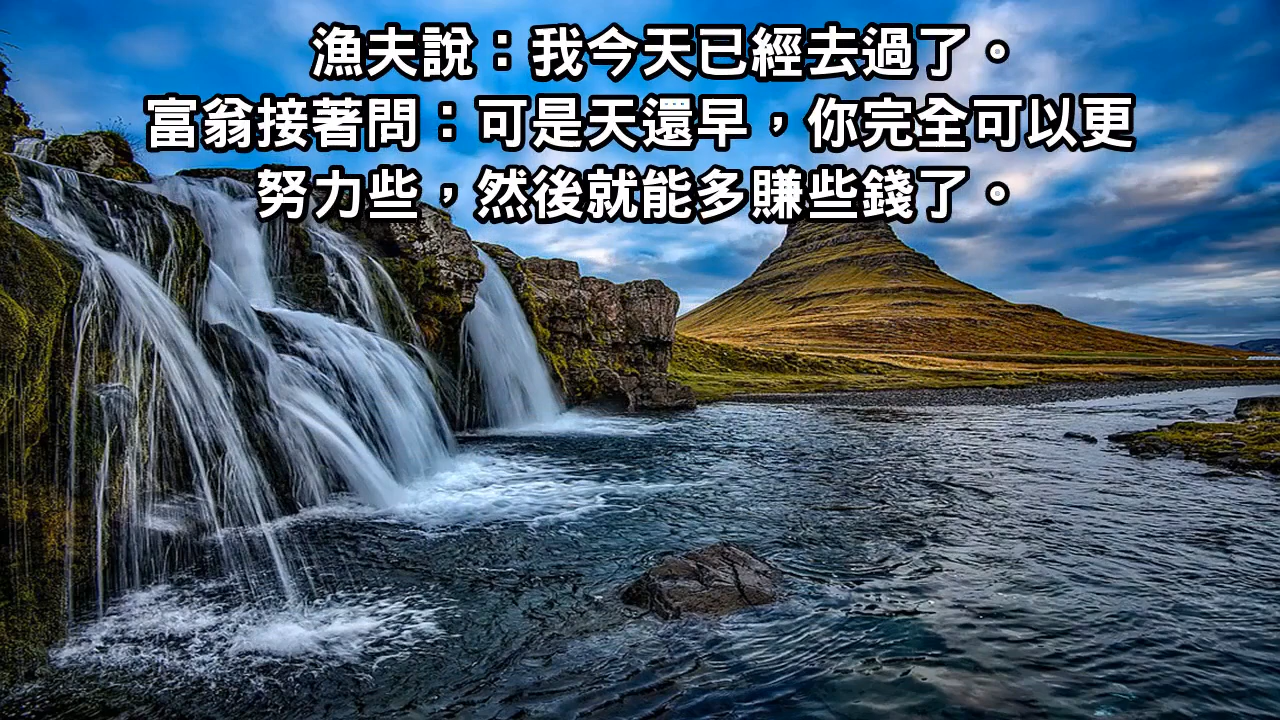 漁夫說：我今天已經去過了。
富翁接著問：可是天還早，你完全可以更
努力些，然後就能多賺些錢了。